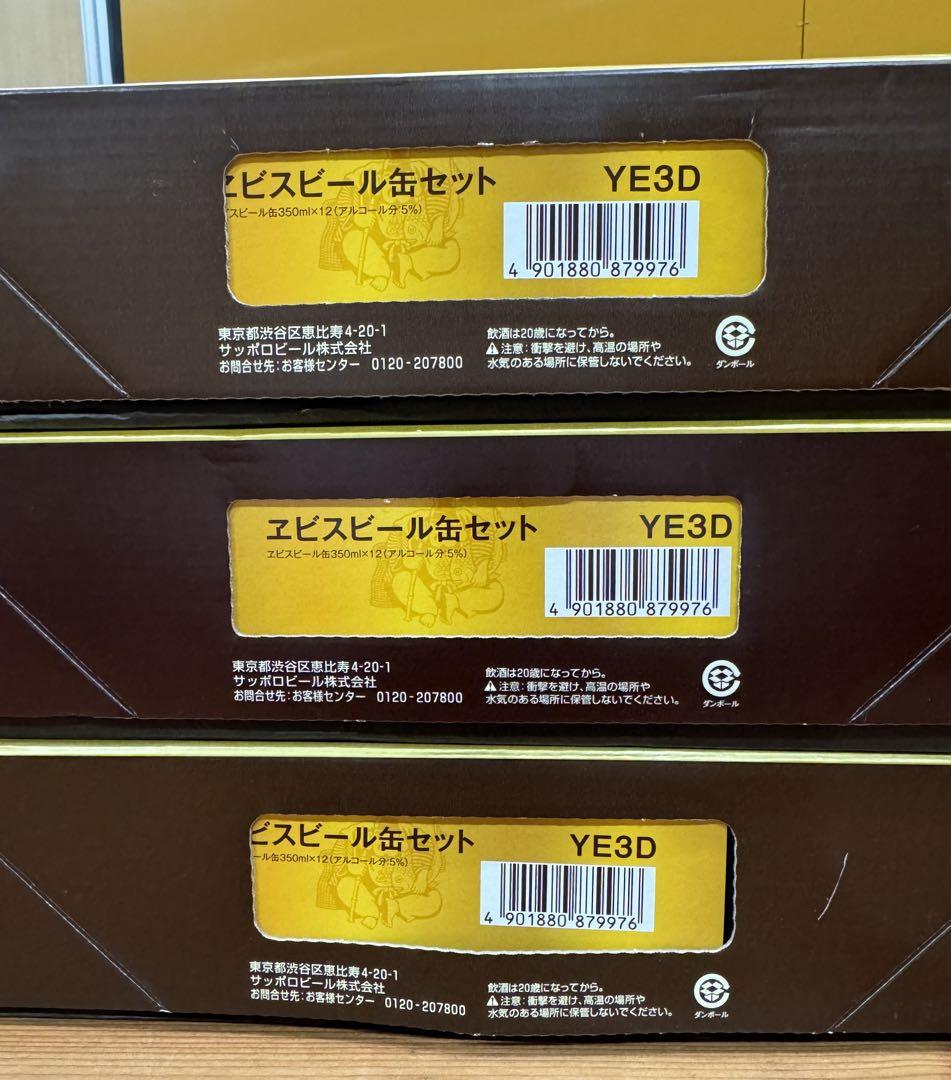 ヱビスビール缶セット YE3D
ビスビール缶350ml×12(アルコール分:5%)
4 901880 879976
東京都渋谷区恵比寿4-20-1
サッポロビール株式会社
お問合せ先:お客様センター 0120-207800
飲酒は20歳になってから。
⚠注意:衝撃を避け、高温の場所や
水気のある場所に保管しないでください。
ダンボール
ヱビスビール缶セット YE3D
ヱビスビール缶350ml×12(アルコール分:5%)
4 901880 879976
東京都渋谷区恵比寿4-20-1
サッポロビール株式会社
お問合せ先:お客様センター 0120-207800
飲酒は20歳になってから。
⚠注意:衝撃を避け、高温の場所や
水気のある場所に保管しないでください。
ダンボール
ビスビール缶セット YE3D
ール缶350ml×12(アルコール分:5%)
4 901880 879976
東京都渋谷区恵比寿4-20-1
サッポロビール株式会社
お問合せ先:お客様センター 0120-207800
飲酒は20歳になってから。
⚠注意:衝撃を避け、高温の場所や
水気のある場所に保管しないでください。
ダンボール